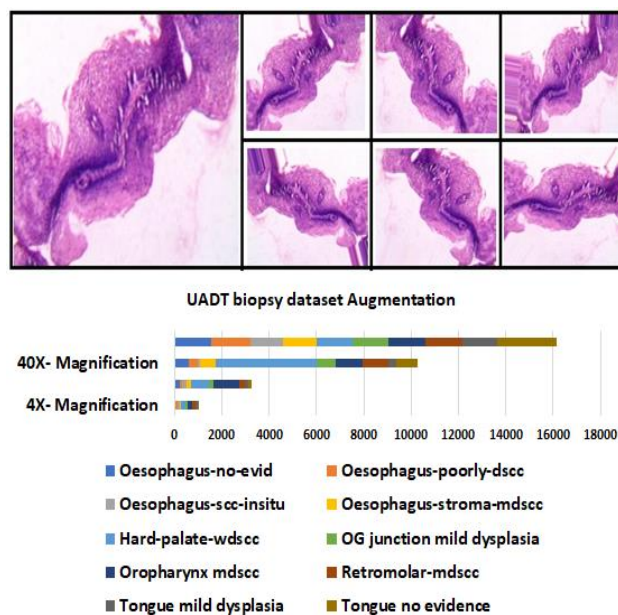 UADT biopsy dataset Augmentation
40X- Magnification
4X- Magnification
0 2000 4000 6000 8000 10000 12000 14000 16000 18000
Oesophagus-no-evid Oesophagus-poorly-dscc
Oesophagus-scc-insitu Oesophagus-stroma-mdscc
Hard-palate-wdscc OG junction mild dysplasia
Oropharynx mdscc Retromolar-mdscc
Tongue mild dysplasia Tongue no evidence